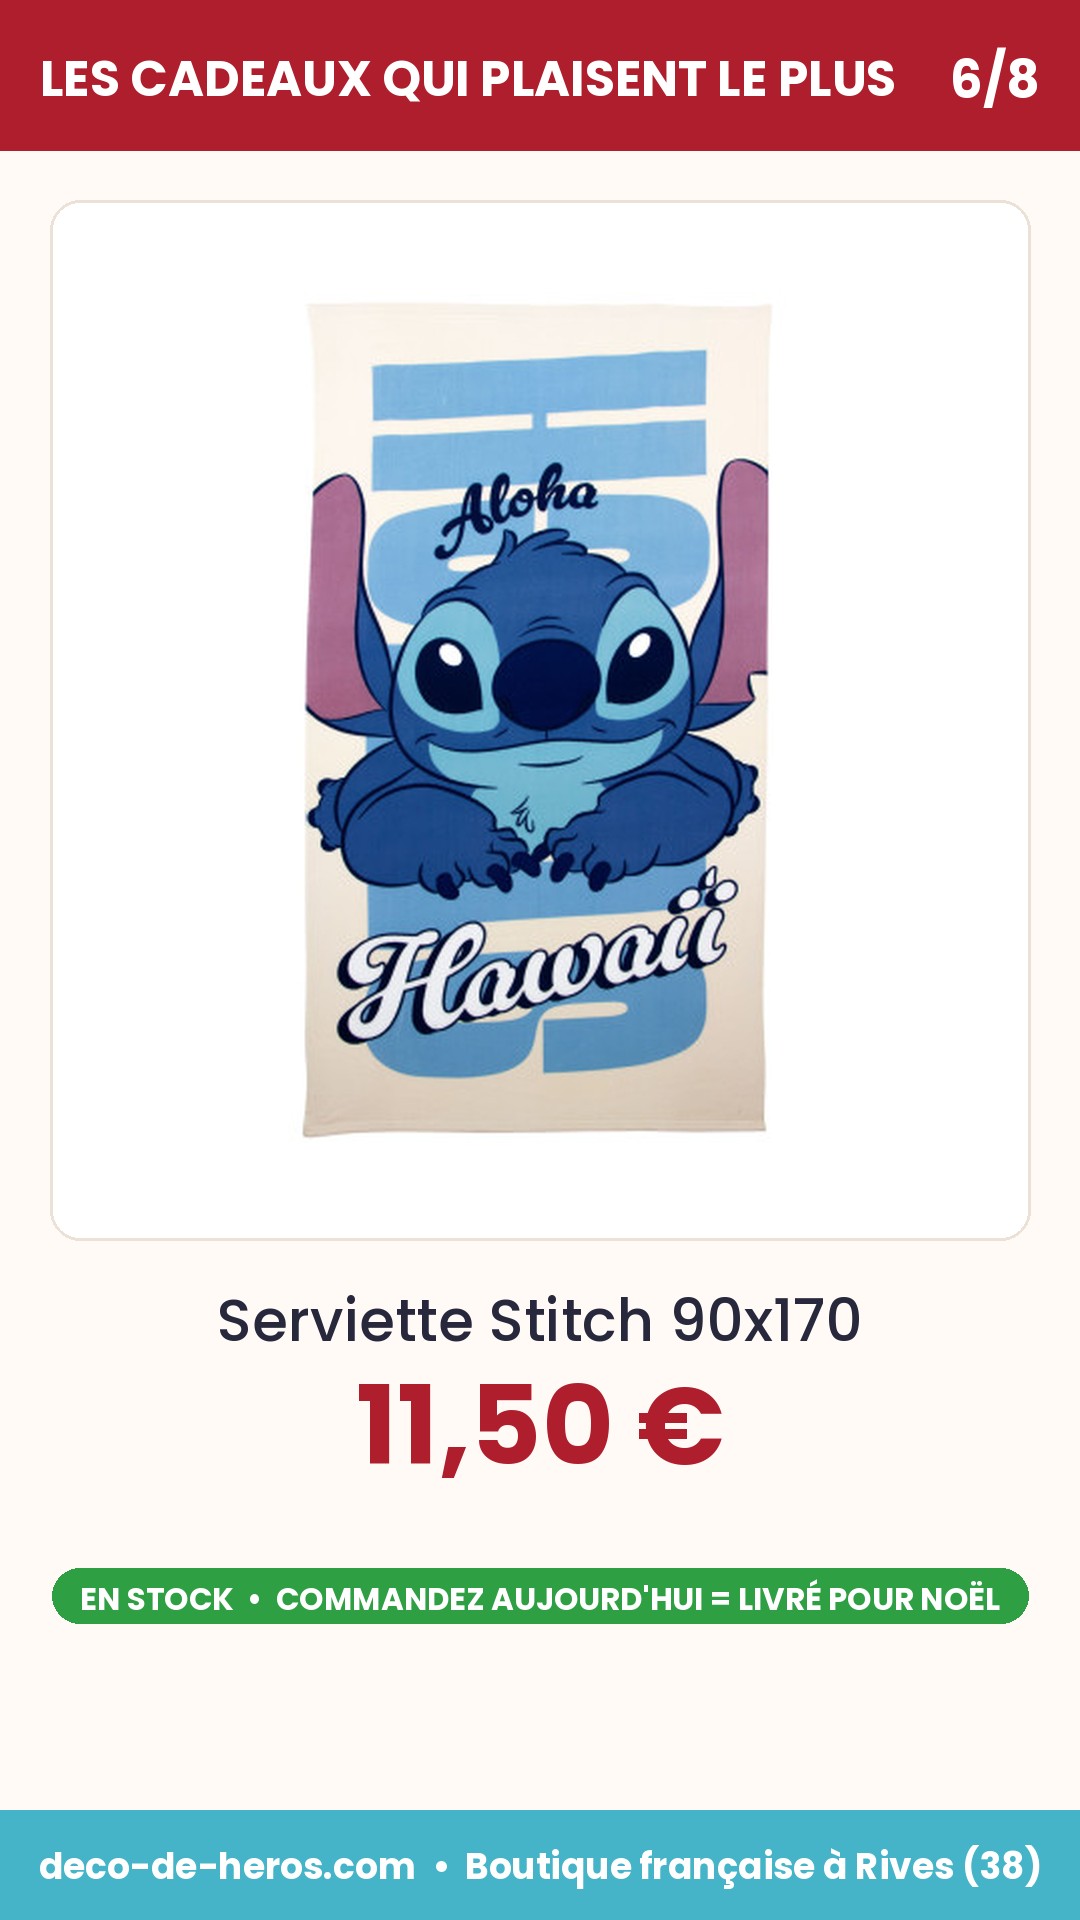 LES CADEAUX QUI PLAISENT LE PLUS 6/8
Aloha
Hawaii
Serviette Stitch 90x170
11,50 €
EN STOCK • COMMANDEZ AUJOURD'HUI = LIVRÉ POUR NOËL
deco-de-heros.com • Boutique française à Rives (38)